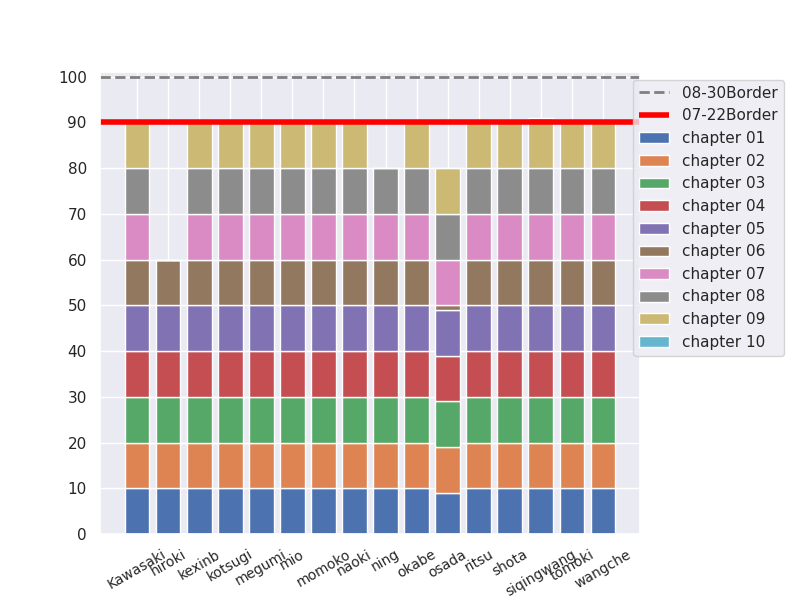 100
90
80
70
60
50
40
30
20
10
0
Kawasaki
hiroki
kexinb
kotsugi
megumi
mio
momoko
naoki
ning
okabe
osada
ritsu
shota
siqingwang
tomoki
wangche
08-30Border
07-22Border
chapter 01
chapter 02
chapter 03
chapter 04
chapter 05
chapter 06
chapter 07
chapter 08
chapter 09
chapter 10